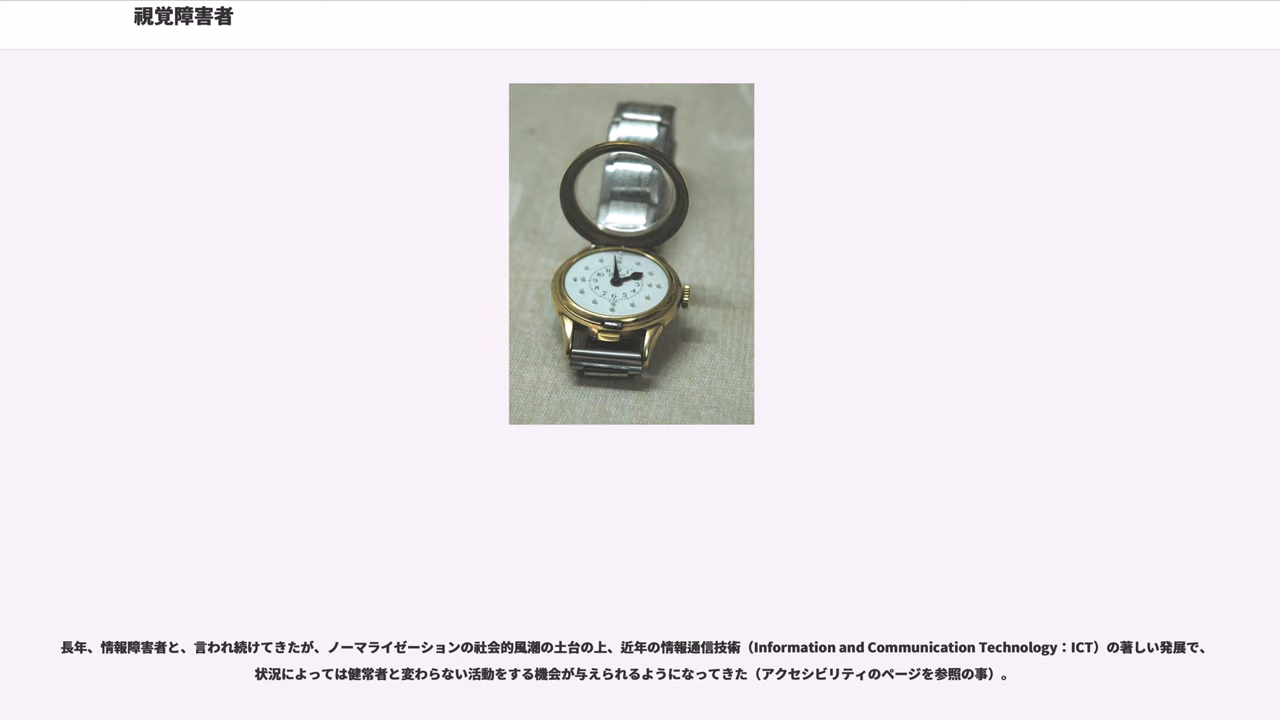 視覚障害者
長年、情報障害者と、言われ続けてきたが、ノーマライゼーションの社会的風潮の土台の上、近年の情報通信技術（Information and Communication Technology：ICT）の著しい発展で、
状況によっては健常者と変わらない活動をする機会が与えられるようになってきた（アクセシビリティのページを参照の事）。